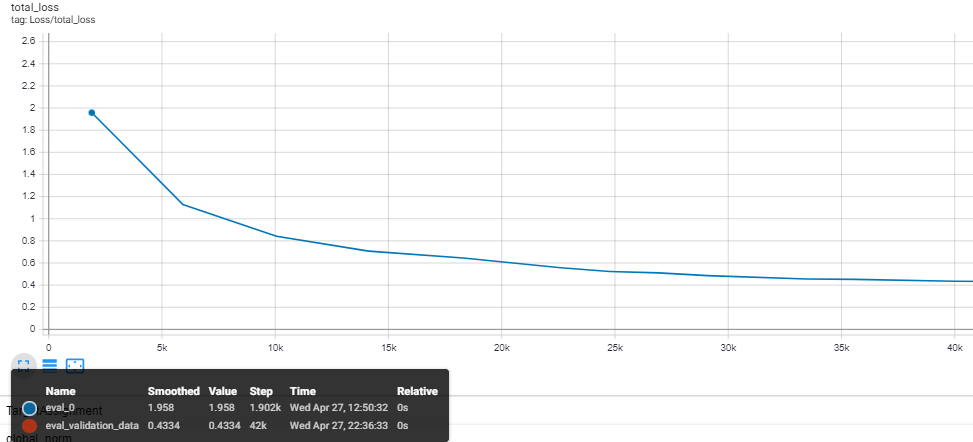 total_loss
tag: Loss/total_loss
2.6
2.4
2.2
2
1.8
1.6
1.4
1.2
1
0.8
0.6
0.4
0.2
0
0 5k 10k 15k 20k 25k 30k 35k 40k
Name Smoothed Value Step Time Relative
eval_0 1.958 1.958 1.902k Wed Apr 27, 12:50:32 0s
eval_validation_data 0.4334 0.4334 42k Wed Apr 27, 22:36:33 0s
global_norm